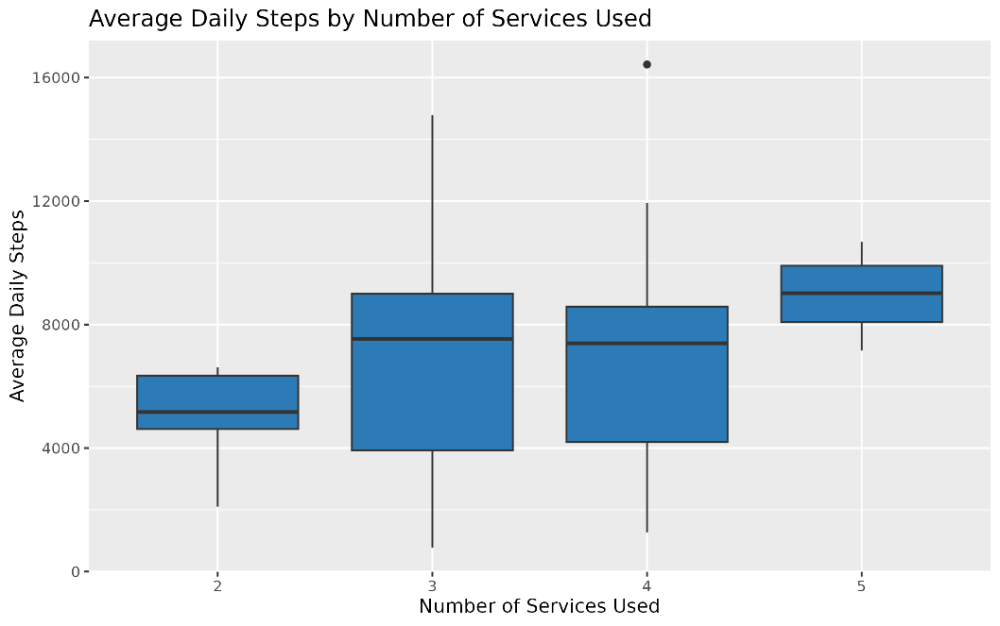 Average Daily Steps by Number of Services Used
Average Daily Steps
16000
12000
8000
4000
0
2 3 4 5
Number of Services Used